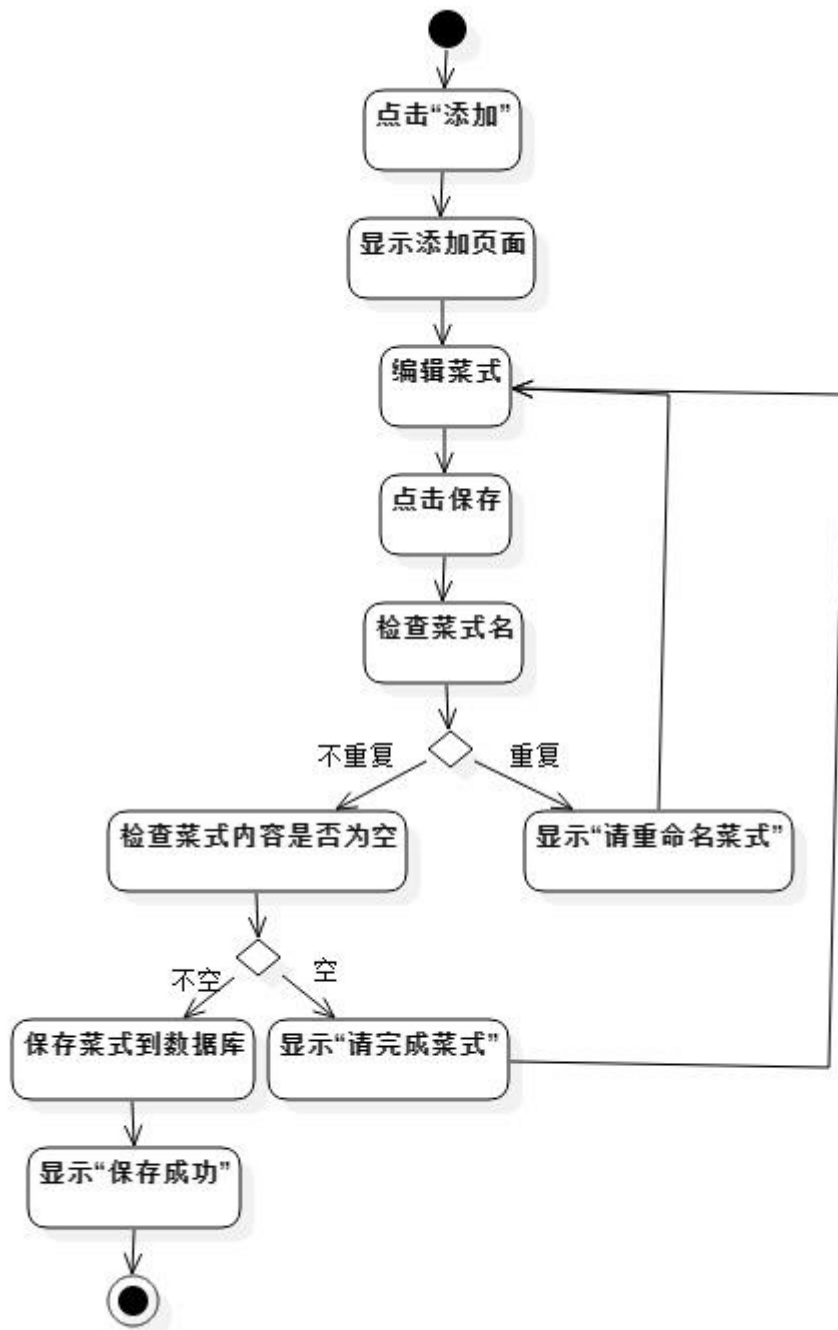 点击“添加”
显示添加页面
编辑菜式
点击保存
检查菜式名
不重复
重复
检查菜式内容是否为空
显示“请重命名菜式”
不空
空
保存菜式到数据库
显示“请完成菜式”
显示“保存成功”